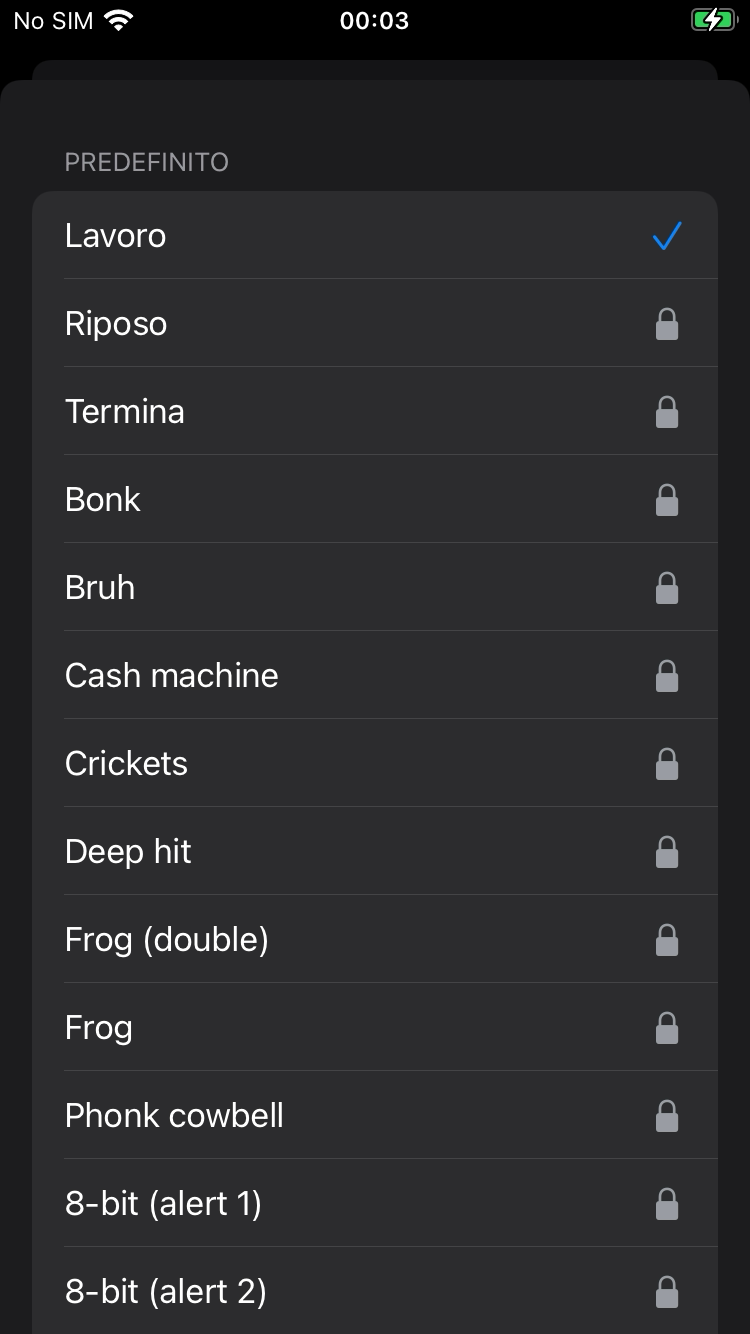 No SIM 00:03
PREDEFINITO
Lavoro
Riposo
Termina
Bonk
Bruh
Cash machine
Crickets
Deep hit
Frog (double)
Frog
Phonk cowbell
8-bit (alert 1)
8-bit (alert 2)